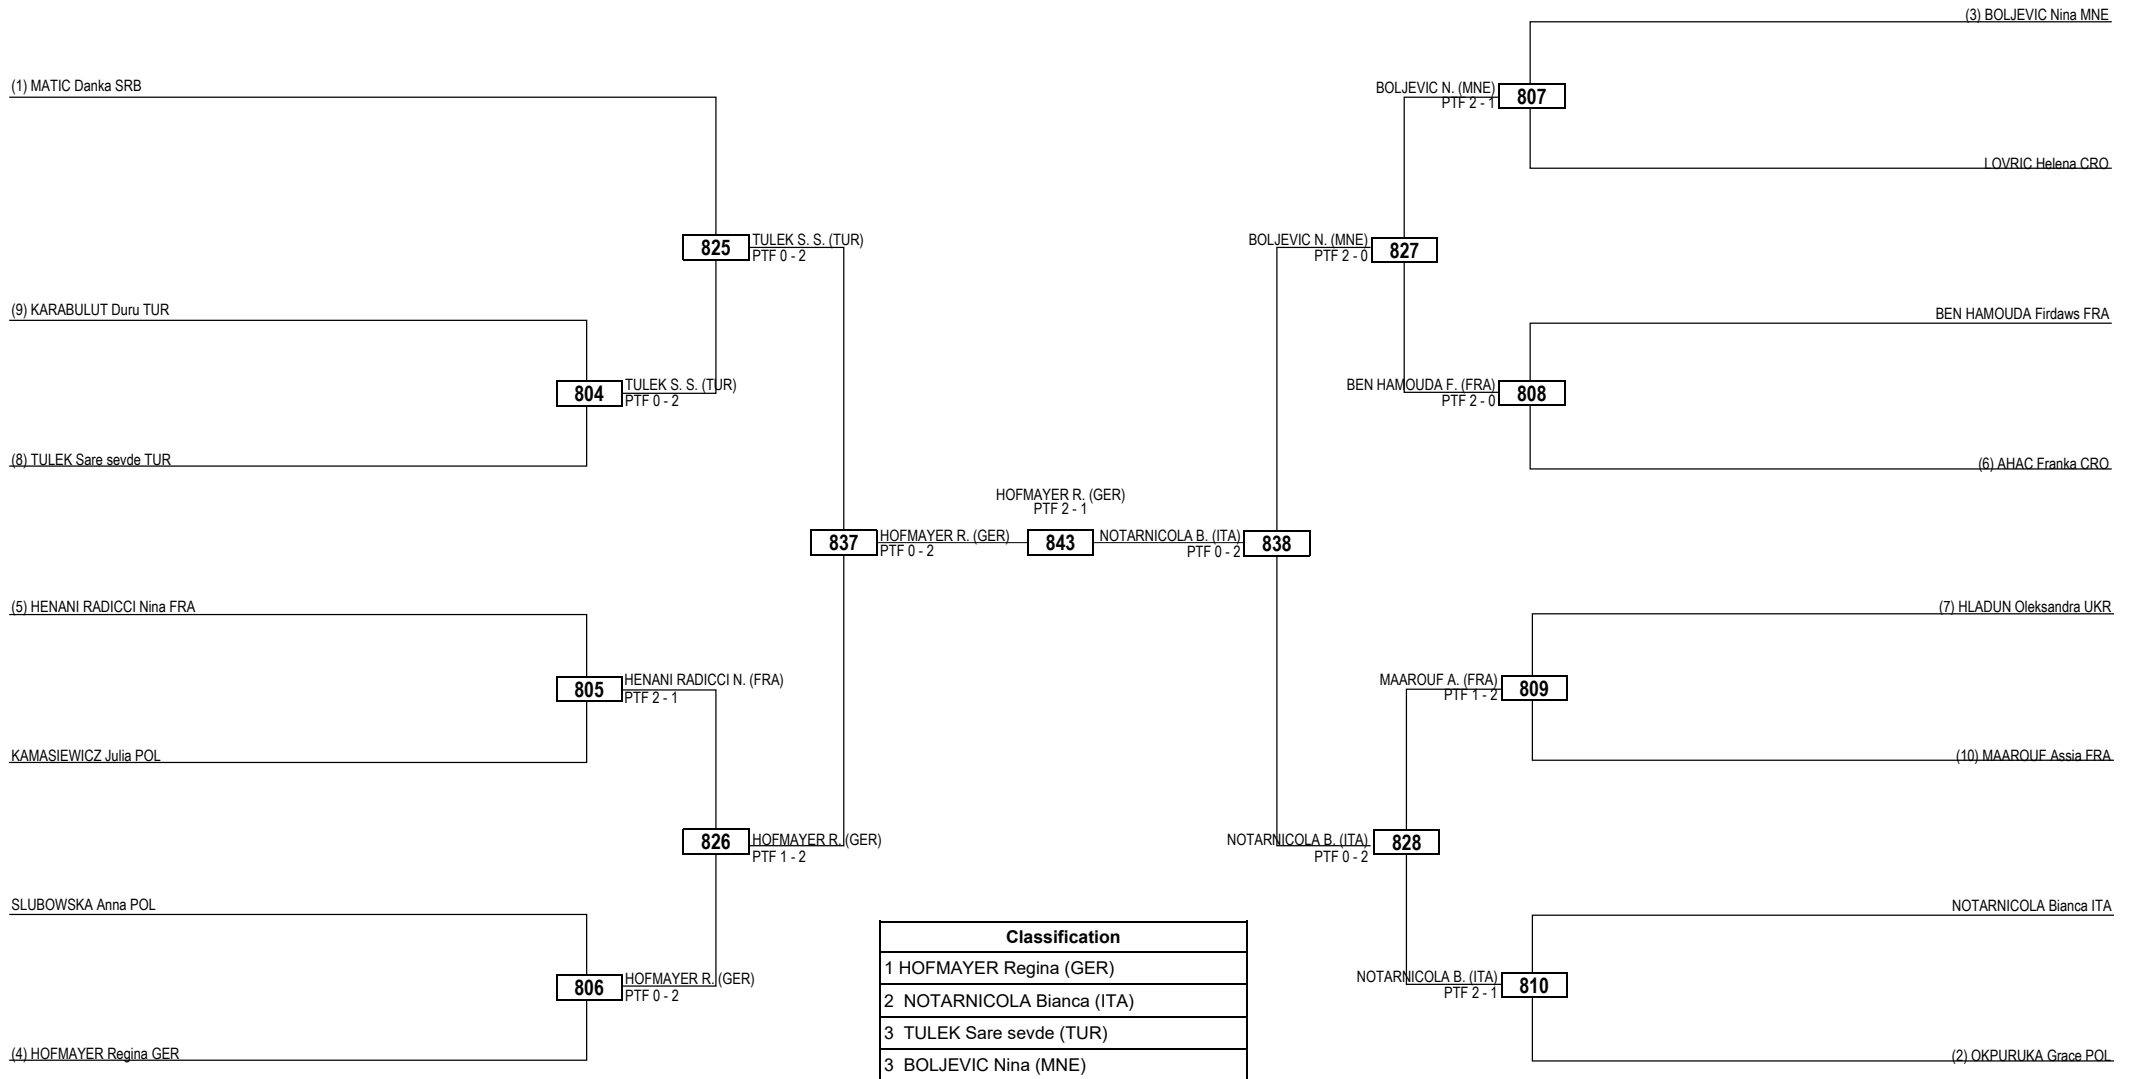 (3) BOLJEVIC Nina MNE
(1) MATIC Danka SRB
BOLJEVIC N. (MNE)
PTF 2 - 1
807
LOVRIC Helena CRO
825
TULEK S. S. (TUR)
PTF 0 - 2
BOLJEVIC N. (MNE)
PTF 2 - 0
827
(9) KARABULUT Duru TUR
BEN HAMOUDA Firdaws FRA
804
TULEK S. S. (TUR)
PTF 0 - 2
BEN HAMOUDA F. (FRA)
PTF 2 - 0
808
(8) TULEK Sare sevde TUR
(6) AHAC Franka CRO
HOFMAYER R. (GER)
PTF 2 - 1
837
HOFMAYER R. (GER)
PTF 0 - 2
843
NOTARNICOLA B. (ITA)
PTF 0 - 2
838
(5) HENANI RADICCI Nina FRA
(7) HLADUN Oleksandra UKR
805
HENANI RADICCI N. (FRA)
PTF 2 - 1
MAAROUF A. (FRA)
PTF 1 - 2
809
KAMASIEWICZ Julia POL
(10) MAAROUF Assia FRA
826
HOFMAYER R. (GER)
PTF 1 - 2
NOTARNICOLA B. (ITA)
PTF 0 - 2
828
SLUBOWSKA Anna POL
NOTARNICOLA Bianca ITA
806
HOFMAYER R. (GER)
PTF 0 - 2
NOTARNICOLA B. (ITA)
PTF 2 - 1
810
(4) HOFMAYER Regina GER
(2) OKPURUKA Grace POL
Classification
1 HOFMAYER Regina (GER)
2 NOTARNICOLA Bianca (ITA)
3 TULEK Sare sevde (TUR)
3 BOLJEVIC Nina (MNE)